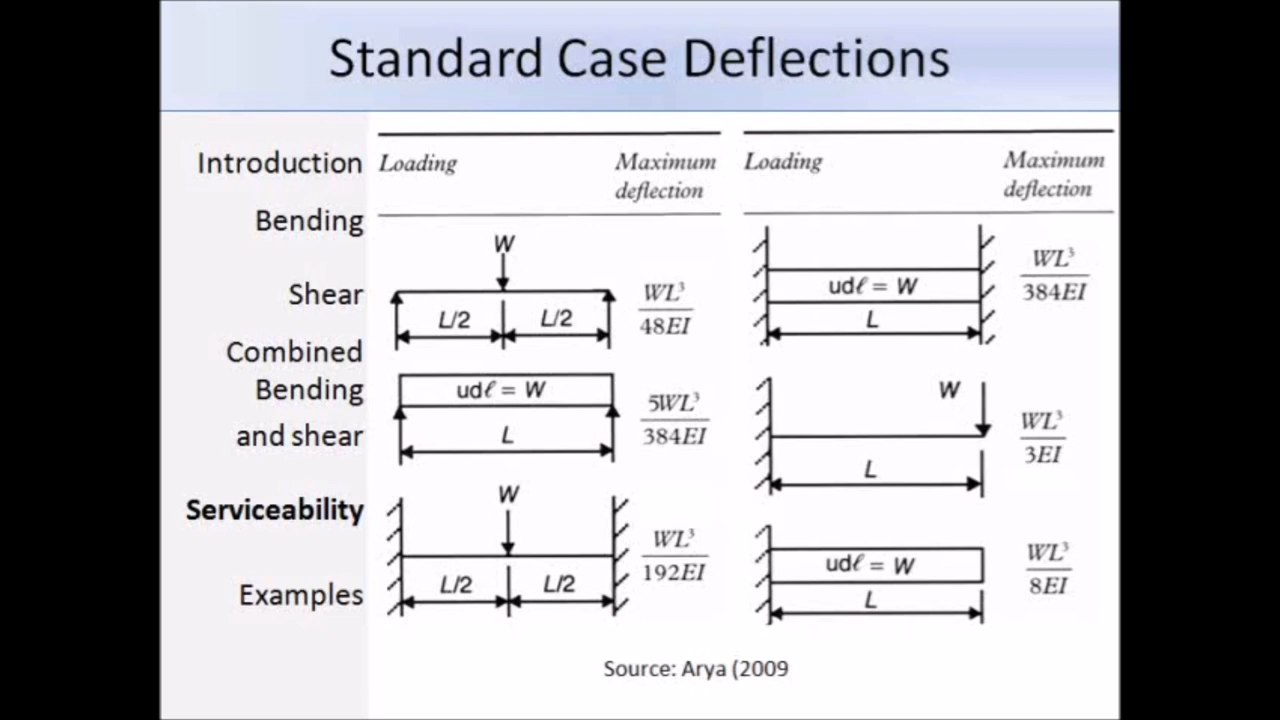 Standard Case Deflections
Introduction
Bending
Shear
Combined
Bending
and shear
Serviceability
Examples
Loading
Maximum
deflection
W
L/2
L/2
WL³
48EI
udℓ = W
L
5WL³
384EI
W
L/2
L/2
WL³
192EI
Loading
Maximum
deflection
udℓ = W
L
WL³
384EI
W
L
WL³
3EI
udℓ = W
L
WL³
8EI
Source: Arya (2009